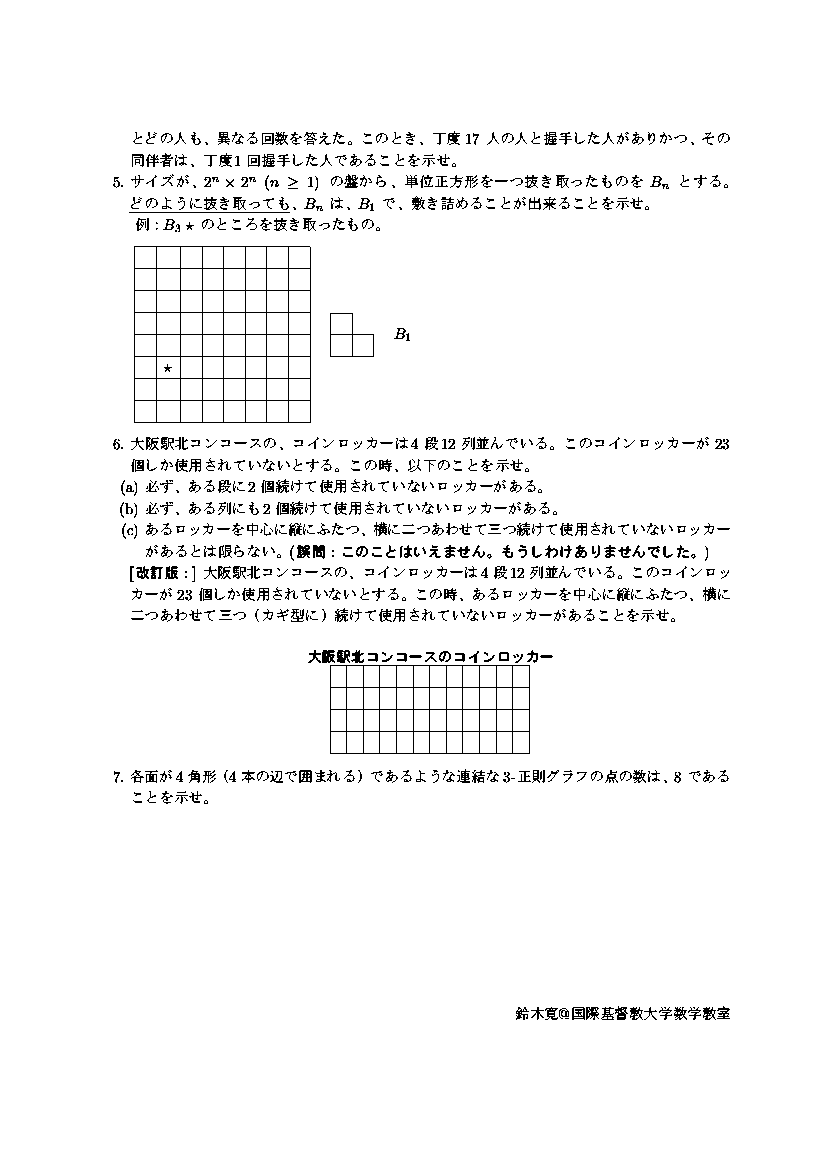 とどの人も、異なる回数を答えた。このとき、丁度 17 人の人と握手した人がありかつ、その
同伴者は、丁度1 回握手した人であることを示せ。
5. サイズが、2ⁿ × 2ⁿ (n ≥ 1) の盤から、単位正方形を一つ抜き取ったものを Bₙ とする。
どのように抜き取っても、Bₙ は、B₁ で、敷き詰めることが出来ることを示せ。
例 : B₃ ⋆ のところを抜き取ったもの。
B₁
⋆
6. 大阪駅北コンコースの、コインロッカーは4 段12 列並んでいる。このコインロッカーが 23
個しか使用されていないとする。この時、以下のことを示せ。
(a) 必ず、ある段に2 個続けて使用されていないロッカーがある。
(b) 必ず、ある列にも2 個続けて使用されていないロッカーがある。
(c) あるロッカーを中心に縦にふたつ、横に二つあわせて三つ続けて使用されていないロッカー
があるとは限らない。(誤問 : このことはいえません。もうしわけありませんでした。)
[改訂版 : ] 大阪駅北コンコースの、コインロッカーは4 段12 列並んでいる。このコインロッ
カーが 23 個しか使用されていないとする。この時、あるロッカーを中心に縦にふたつ、横に
二つあわせて三つ（カギ型に）続けて使用されていないロッカーがあることを示せ。
大阪駅北コンコースのコインロッカー
7. 各面が4 角形（4 本の辺で囲まれる）であるような連結な3-正則グラフの点の数は、8 である
ことを示せ。
鈴木寛@国際基督教大学数学教室